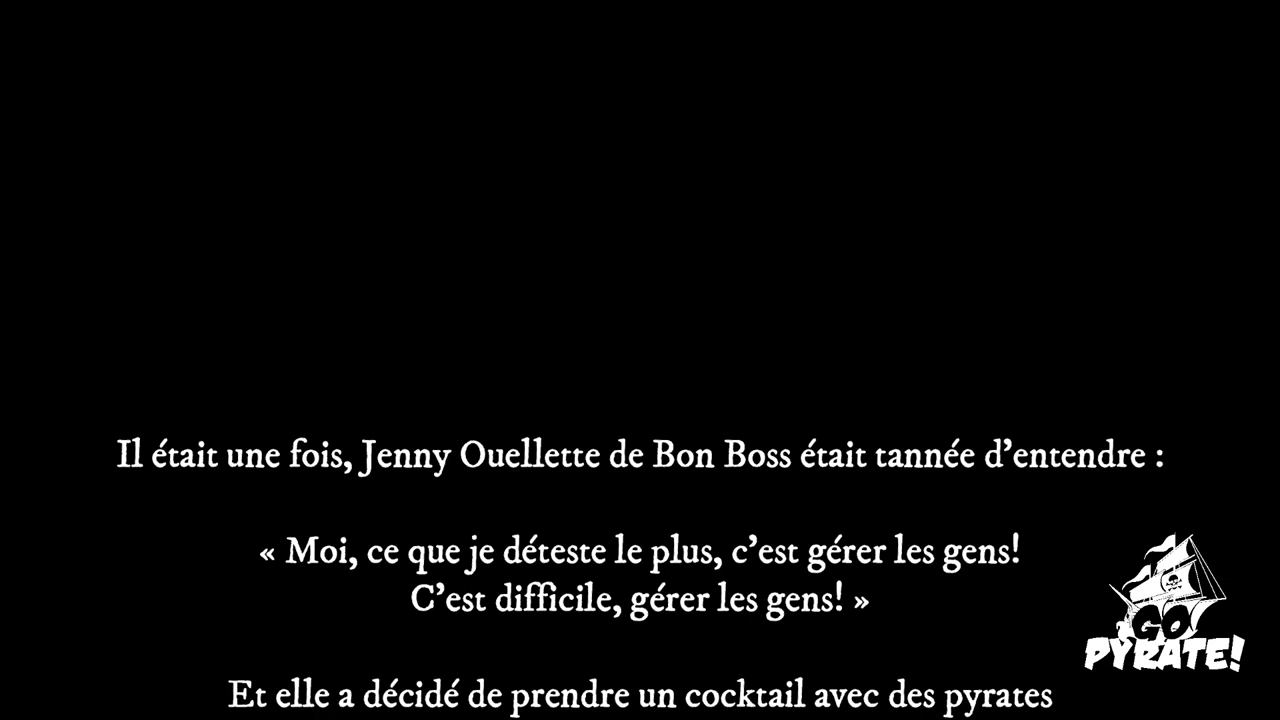 Il était une fois, Jenny Ouellette de Bon Boss était tannée d’entendre :
« Moi, ce que je déteste le plus, c’est gérer les gens!
C’est difficile, gérer les gens! »
GO
PYRATE!
Et elle a décidé de prendre un cocktail avec des pyrates